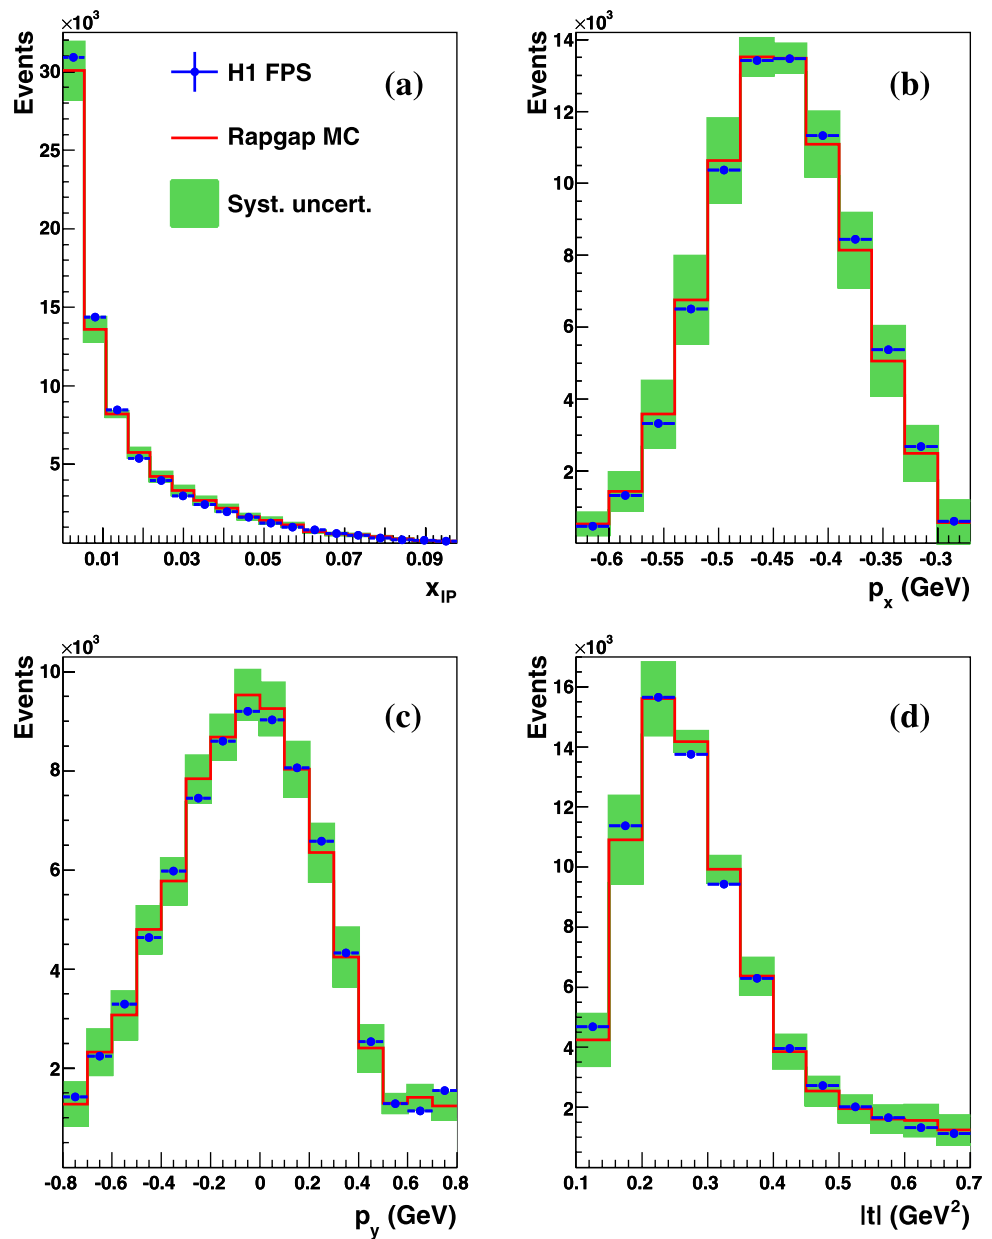 ×10³
Events
30
25
20
15
10
5
H1 FPS
Rapgap MC
Syst. uncert.
(a)
0.01 0.03 0.05 0.07 0.09
x_IP
×10³
Events
14
12
10
8
6
4
2
(b)
-0.6 -0.55 -0.5 -0.45 -0.4 -0.35 -0.3
p_x (GeV)
×10³
Events
10
8
6
4
2
(c)
-0.8 -0.6 -0.4 -0.2 0 0.2 0.4 0.6 0.8
p_y (GeV)
×10³
Events
16
14
12
10
8
6
4
2
(d)
0.1 0.2 0.3 0.4 0.5 0.6 0.7
|t| (GeV²)